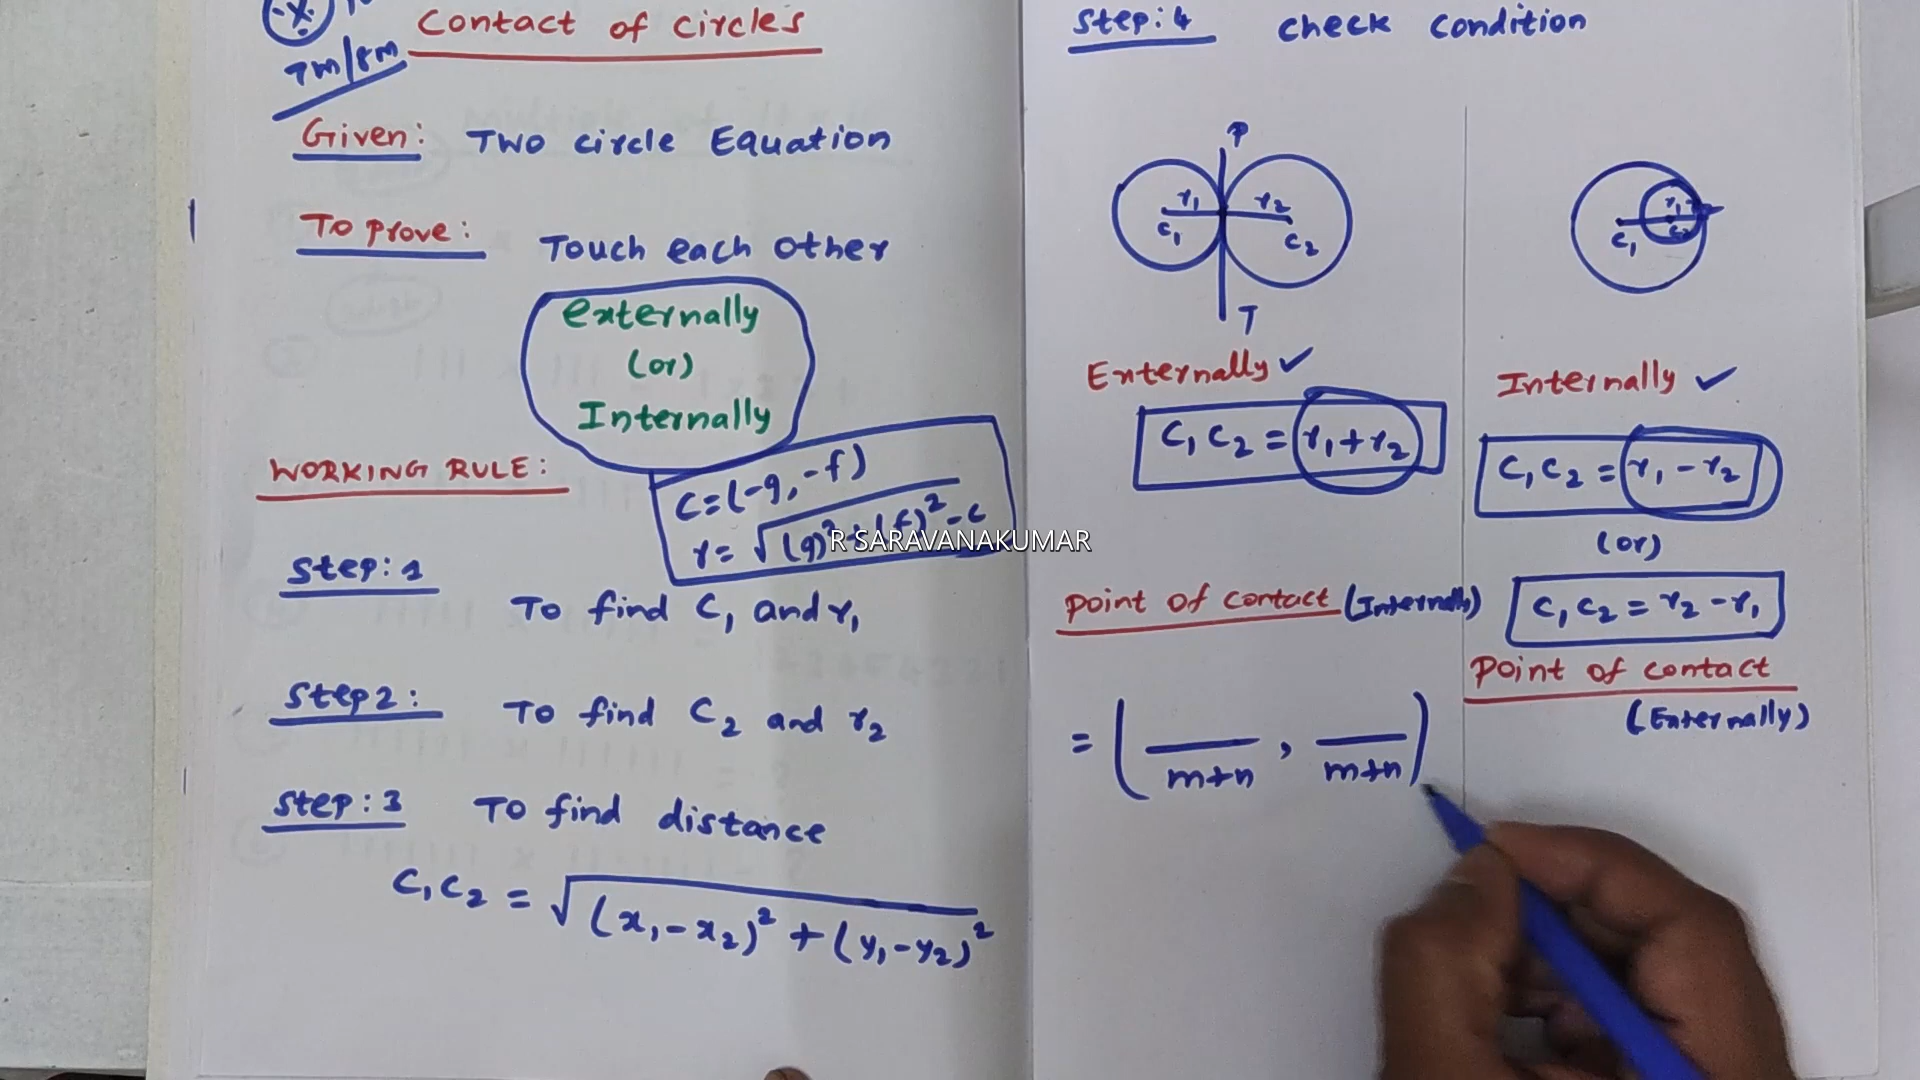 Contact of circles
7m/8m
Given: Two circle Equation
To prove: Touch each other
Externally
(or)
Internally
WORKING RULE:
C=(-g,-f)
r=√(g)²+(f)²-c
Step:1
To find C₁ and r₁
Step2: To find C₂ and r₂
Step:3 To find distance
C₁C₂ = √(x₁-x₂)²+(y₁-y₂)²
Step:4 check condition
P
r₁ r₂
C₁ C₂
T
C₁
Externally ✓
C₁C₂ = r₁+r₂
Internally ✓
C₁C₂ = r₁-r₂
(or)
C₁C₂ = r₂-r₁
Point of contact (Internally)
= ( /m+n , /m+n )
Point of contact
(Externally)
R SARAVANAKUMAR